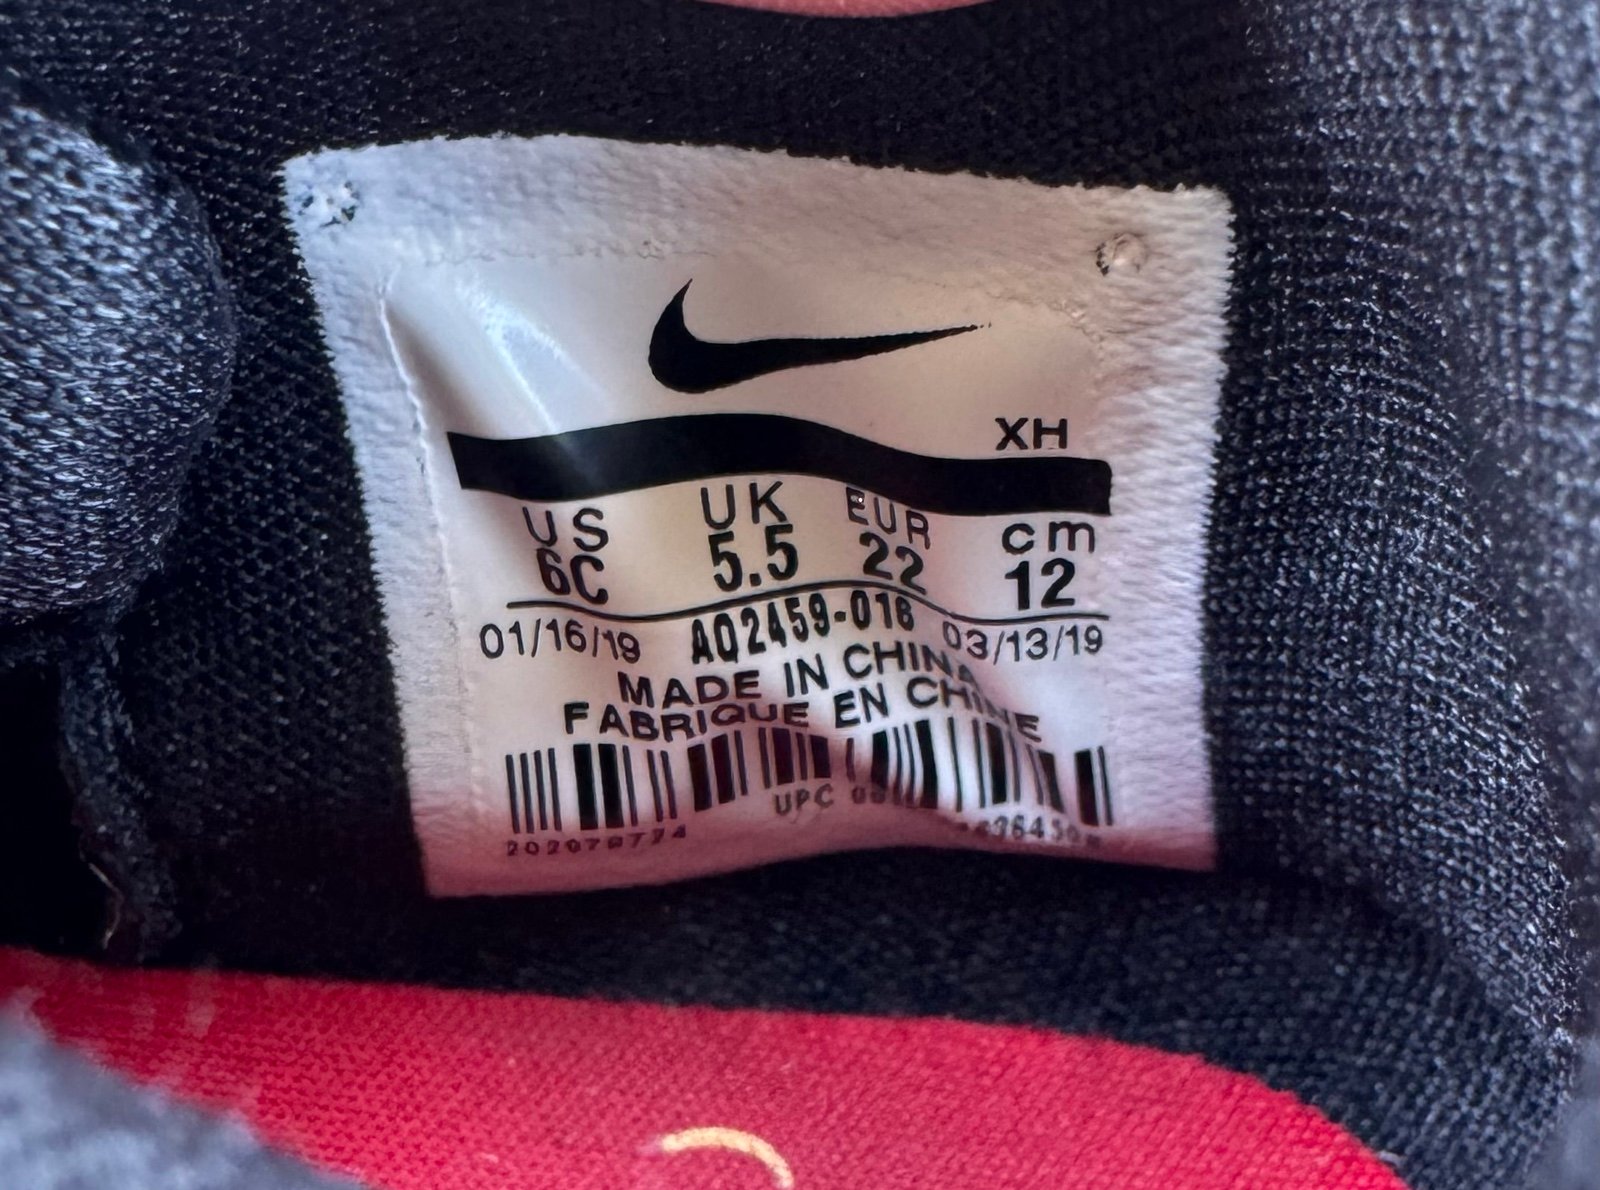 XH
US UK EUR cm
6C 5.5 22 12
01/16/19 AQ2459-016 03/13/19
MADE IN CHINA
FABRIQUE EN CHINE
UPC